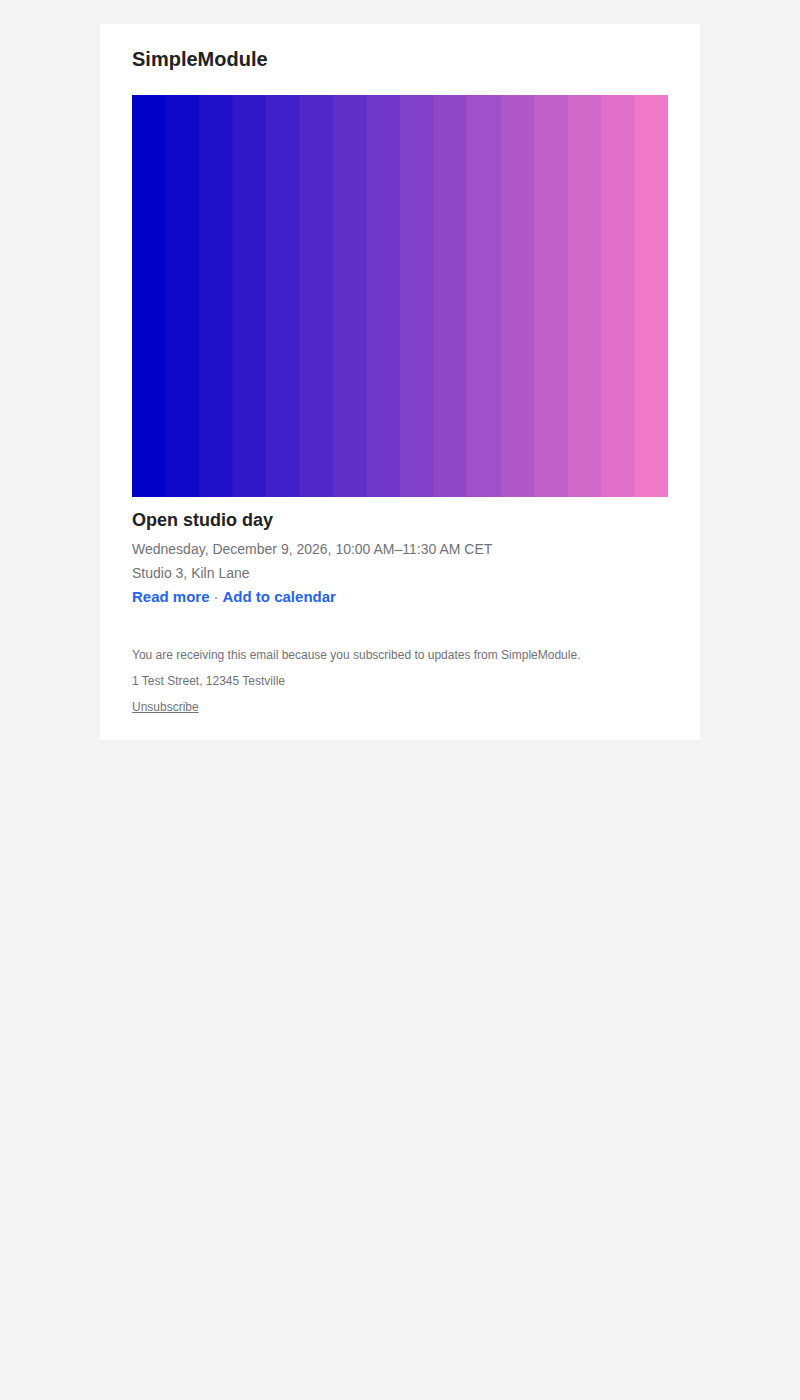 SimpleModule
Open studio day
Wednesday, December 9, 2026, 10:00 AM–11:30 AM CET
Studio 3, Kiln Lane
Read more · Add to calendar
You are receiving this email because you subscribed to updates from SimpleModule.
1 Test Street, 12345 Testville
Unsubscribe